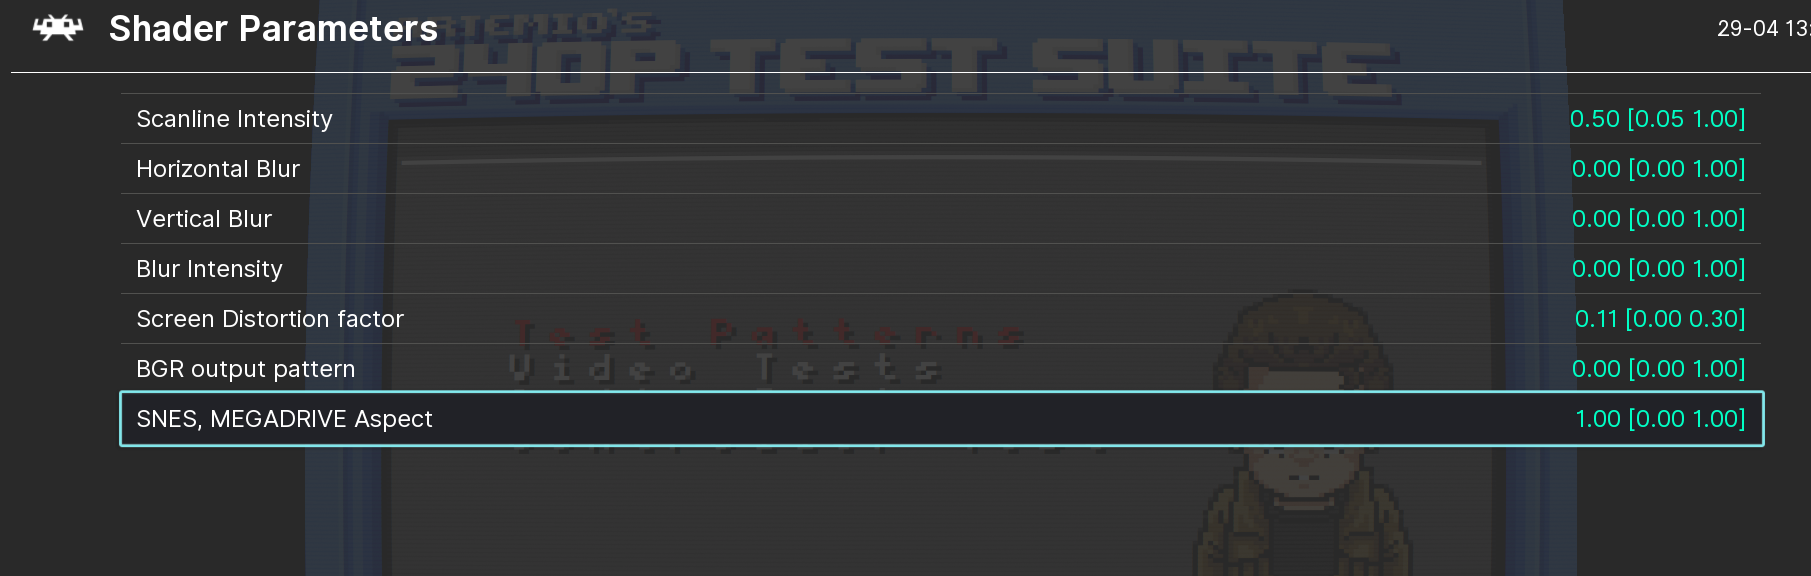 Shader Parameters
29-04 13:
ARTEMIO'S
240P TEST SUITE
Scanline Intensity 0.50 [0.05 1.00]
Horizontal Blur 0.00 [0.00 1.00]
Vertical Blur 0.00 [0.00 1.00]
Blur Intensity 0.00 [0.00 1.00]
Screen Distortion factor 0.11 [0.00 0.30]
Test Patterns
BGR output pattern 0.00 [0.00 1.00]
Video Tests
SNES, MEGADRIVE Aspect 1.00 [0.00 1.00]